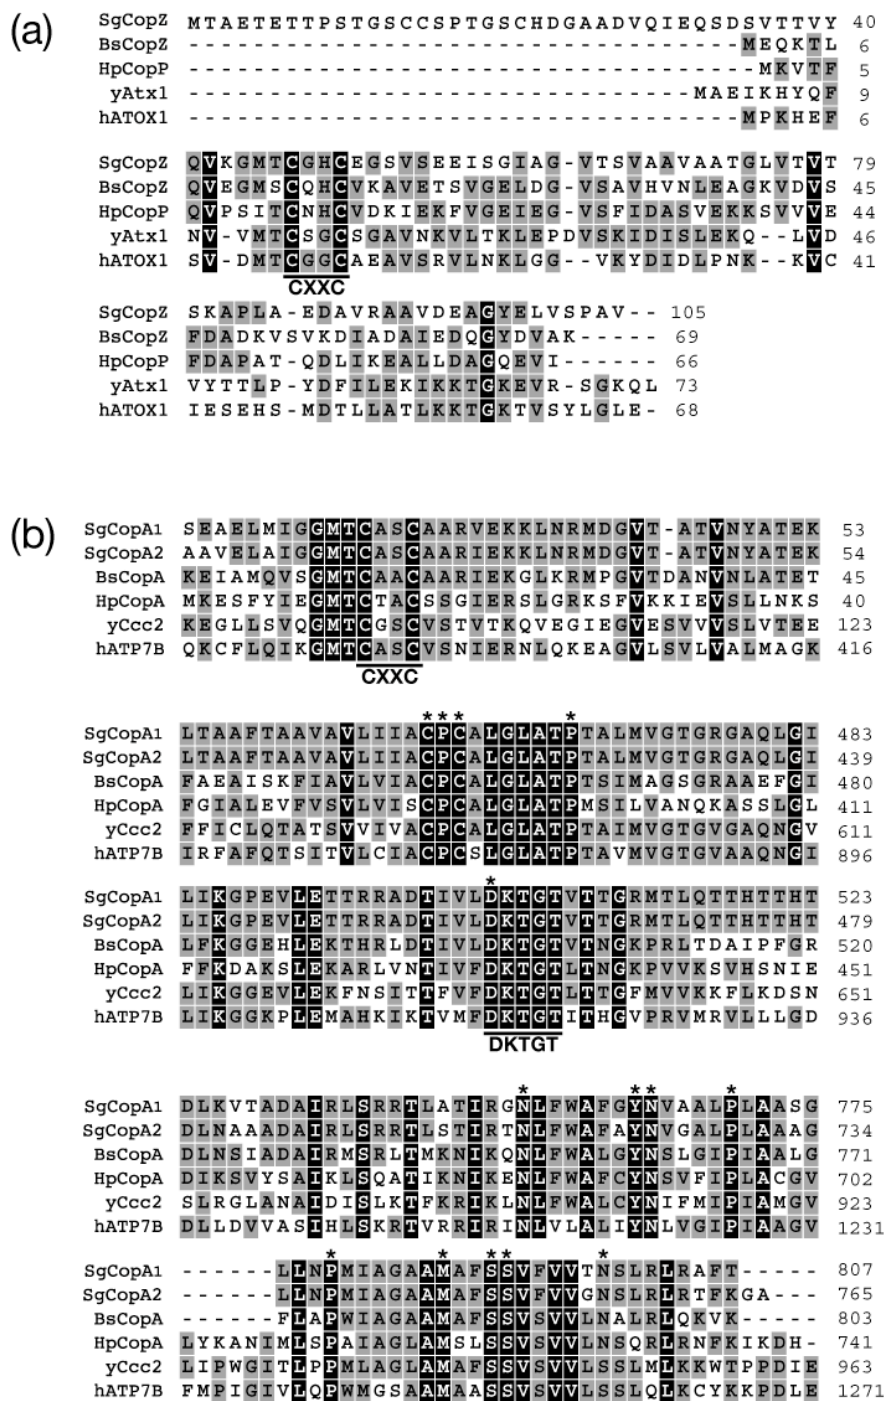 (a)
SgCopZ MTAETETTPSTGSCCSPTGSCHDGAADVQIEQSDSVTTVY 40
BsCopZ -----------------------------------MEQKTL 6
HpCopP ------------------------------------MKVTF 5
yAtx1 --------------------------------MAEIKHYQF 9
hATOX1 -----------------------------------MPKHEF 6
SgCopZ QVKGMTCGHCEGSVSEEISGIAG-VTSVAAVAATGLVTVT 79
BsCopZ QVEGMSCQHCVKAVETSVGELDG-VSAVHVNLEAGKVDVS 45
HpCopP QVPSITCNHCVDKIEKFVGEIEG-VSFIDASVEKKSVVVE 44
yAtx1 NV-VMTCSGCSGAVNKVLTKLEPDVSKIDISLEKQ--LVD 46
hATOX1 SV-DMTCGGCAEAVSRVLNKLGG--VKYDIDLPNK--KVC 41
CXXC
SgCopZ SKAPLA-EDAVRAAVDEAGYELVSPAV-- 105
BsCopZ FDADKVSVKDIADAIEDQGYDVAK----- 69
HpCopP FDAPAT-QDLIKEALLDAGQEVI------ 66
yAtx1 VYTTLP-YDFILEKIKKTGKEVR-SGKQL 73
hATOX1 IESEHS-MDTLLATLKKTGKTVSYLGLE- 68
(b)
SgCopA1 SEAELMIGGMTCASCAARVEKKLNRMDGVT-ATVNYATEK 53
SgCopA2 AAVELAIGGMTCASCAARIEKKLNRMDGVT-ATVNYATEK 54
BsCopA KEIAMQVSGMTCAACAARIEKGLKRMPGVTDANVNLATET 45
HpCopA MKESFYIEGMTCTACSSGIERSLGRKSFVKKIEVSLLNKS 40
yCcc2 KEGLLSVQGMTCGSCVSTVTKQVEGIEGVESVVVSLVTEE 123
hATP7B QKCFLQIKGMTCASCVSNIERNLQKEAGVLSVLVALMAGK 416
CXXC
*** *
SgCopA1 LTAAFTAAVAVLIIACPCALGLATPTALMVGTGRGAQLGI 483
SgCopA2 LTAAFTAAVAVLIIACPCALGLATPTALMVGTGRGAQLGI 439
BsCopA FAEAISKFIAVLVIACPCALGLATPTSIMAGSGRAAEFGI 480
HpCopA FGIALEVFVSVLVISCPCALGLATPMSILVANQKASSLGL 411
yCcc2 FFICLQTATSVVIVACPCALGLATPTAIMVGTGVGAQNGV 611
hATP7B IRFAFQTSITVLCIACPCSLGLATPTAVMVGTGVAAQNGI 896
*
SgCopA1 LIKGPEVLETTRRADTIVLDKTGTVTTGRMTLQTTHTTHT 523
SgCopA2 LIKGPEVLETTRRADTIVLDKTGTVTTGRMTLQTTHTTHT 479
BsCopA LFKGGEHLEKTHRLDTIVLDKTGTVTNGKPRLTDAIPFGR 520
HpCopA FFKDAKSLEKARLVNTIVFDKTGTLTNGKPVVKSVHSNIE 451
yCcc2 LIKGGEVLEKFNSITTFVFDKTGTLTTGFMVVKKFLKDSN 651
hATP7B LIKGGKPLEMAHKIKTVMFDKTGTITHGVPRVMRVLLLGD 936
DKTGT
* ** *
SgCopA1 DLKVTADAIRLSRRTLATIRGNLFWAFGYNVAALPLAASG 775
SgCopA2 DLNAAADAIRLSRRTLSTIRTNLFWAFAYNVGALPLAAAG 734
BsCopA DLNSIADAIRMSRLTMKNIKQNLFWALGYNSLGIPIAALG 771
HpCopA DIKSVYSAIKLSQATIKNIKENLFWAFCYNSVFIPLACGV 702
yCcc2 SLRGLANAIDISLKTFKRIKLNLFWALCYNIFMIPIAMGV 923
hATP7B DLLDVVASIHLSKRTVRRIRINLVLALIYNLVGIPIAAGV 1231
* * ** *
SgCopA1 ------LLNPMIAGAAMAFSSVFVVTNSLRLRAFT----- 807
SgCopA2 ------LLNPMIAGAAMAFSSVFVVGNSLRLRTFKGA--- 765
BsCopA ------FLAPWIAGAAMAFSSVSVVLNALRLQKVK----- 803
HpCopA LYKANIMLSPAIAGLAMSLSSVSVVLNSQRLRNFKIKDH- 741
yCcc2 LIPWGITLPPMLAGLAMAFSSVSVVLSSLMLKKWTPPDIE 963
hATP7B FMPIGIVLQPWMGSAAMAASSVSVVLSSLQLKCYKKPDLE 1271